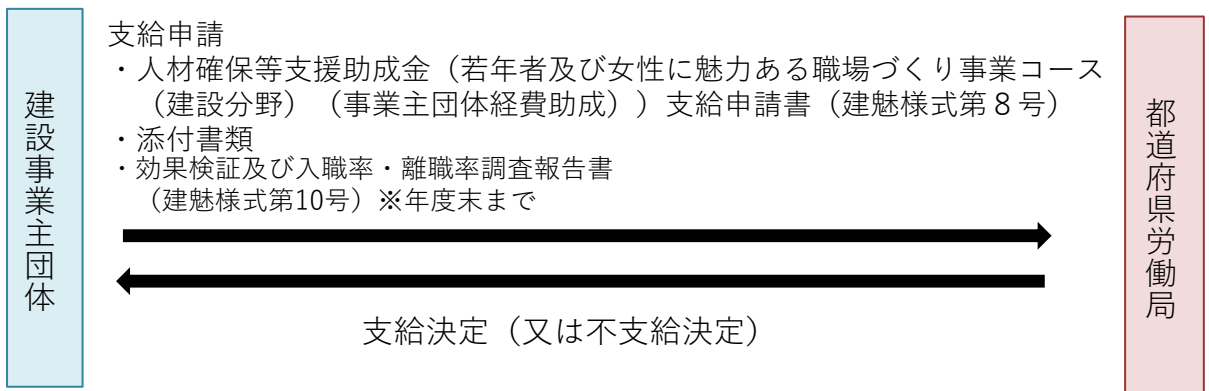 建設事業主団体
支給申請
・人材確保等支援助成金（若年者及び女性に魅力ある職場づくり事業コース
（建設分野）（事業主団体経費助成））支給申請書（建魅様式第８号）
・添付書類
・効果検証及び入職率・離職率調査報告書
（建魅様式第10号）※年度末まで
支給決定（又は不支給決定）
都道府県労働局